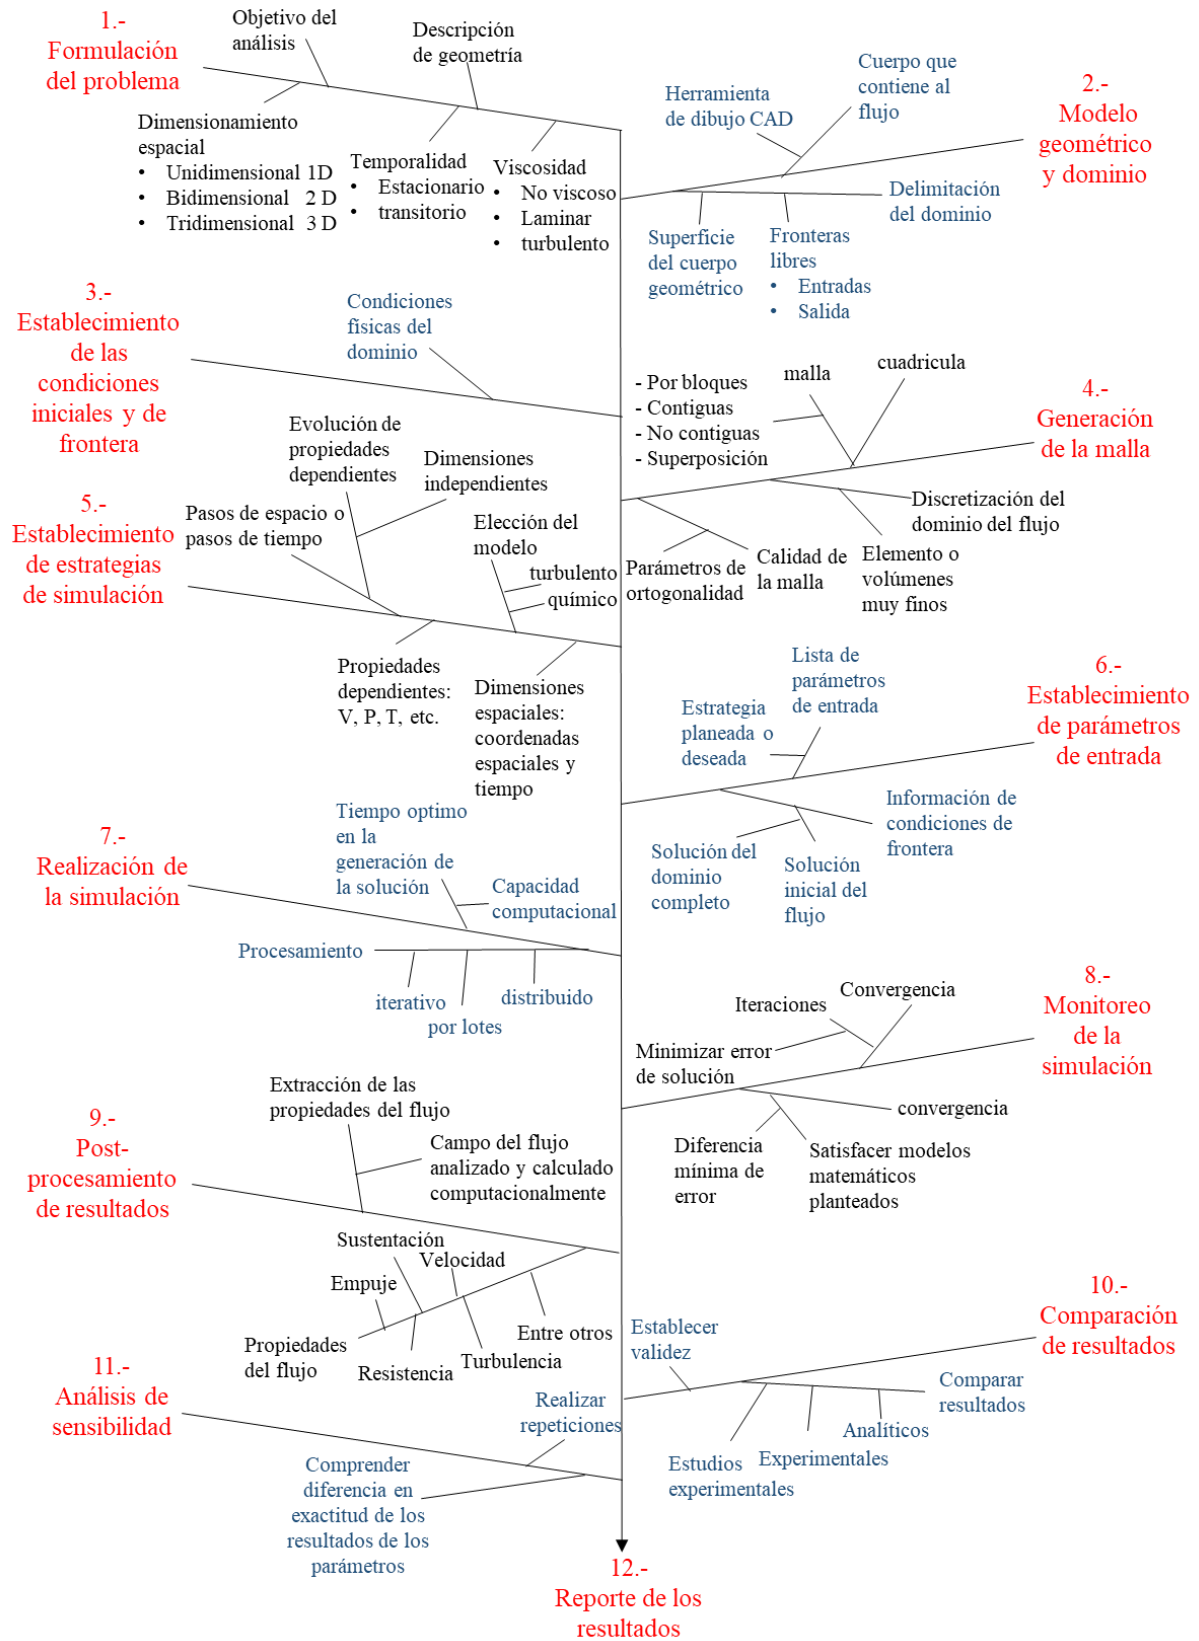 1.-
Formulación
del problema
Objetivo del
análisis
Descripción
de geometría
Dimensionamiento
espacial
• Unidimensional 1D
• Bidimensional 2 D
• Tridimensional 3 D
Temporalidad
• Estacionario
• transitorio
Viscosidad
• No viscoso
• Laminar
• turbulento
2.-
Modelo
geométrico
y dominio
Herramienta
de dibujo CAD
Cuerpo que
contiene al
flujo
Delimitación
del dominio
Superficie
del cuerpo
geométrico
Fronteras
libres
• Entradas
• Salida
3.-
Establecimiento
de las
condiciones
iniciales y de
frontera
Condiciones
físicas del
dominio
4.-
Generación
de la malla
- Por bloques
- Contiguas
- No contiguas
- Superposición
malla
cuadricula
Discretización del
dominio del flujo
Elemento o
volúmenes
muy finos
Calidad de
la malla
Parámetros de
ortogonalidad
5.-
Establecimiento
de estrategias
de simulación
Pasos de espacio o
pasos de tiempo
Evolución de
propiedades
dependientes
Dimensiones
independientes
Elección del
modelo
turbulento
químico
Propiedades
dependientes:
V, P, T, etc.
Dimensiones
espaciales:
coordenadas
espaciales y
tiempo
6.-
Establecimiento
de parámetros
de entrada
Estrategia
planeada o
deseada
Lista de
parámetros
de entrada
Información de
condiciones de
frontera
Solución
inicial del
flujo
Solución del
dominio
completo
7.-
Realización de
la simulación
Tiempo optimo
en la
generación de
la solución
Capacidad
computacional
Procesamiento
iterativo
por lotes
distribuido
8.-
Monitoreo
de la
simulación
Minimizar error
de solución
Iteraciones
Convergencia
convergencia
Diferencia
mínima de
error
Satisfacer modelos
matemáticos
planteados
9.-
Post-
procesamiento
de resultados
Extracción de las
propiedades del flujo
Campo del flujo
analizado y calculado
computacionalmente
Propiedades
del flujo
Empuje
Sustentación
Velocidad
Resistencia
Turbulencia
Entre otros
10.-
Comparación
de resultados
Establecer
validez
Comparar
resultados
Analíticos
Experimentales
Estudios
experimentales
11.-
Análisis de
sensibilidad
Realizar
repeticiones
Comprender
diferencia en
exactitud de los
resultados de los
parámetros
12.-
Reporte de los
resultados